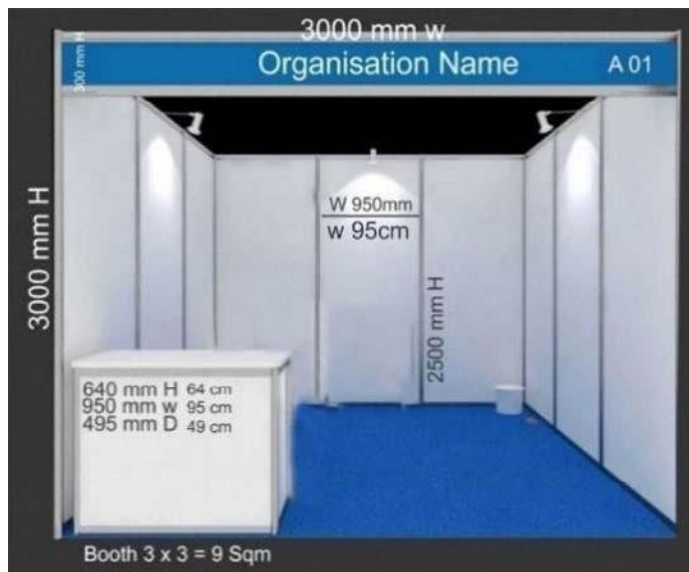 3000 mm w
300 mm H
Organisation Name
A 01
3000 mm H
W 950mm
w 95cm
2500 mm H
640 mm H 64 cm
950 mm w 95 cm
495 mm D 49 cm
Booth 3 x 3 = 9 Sqm